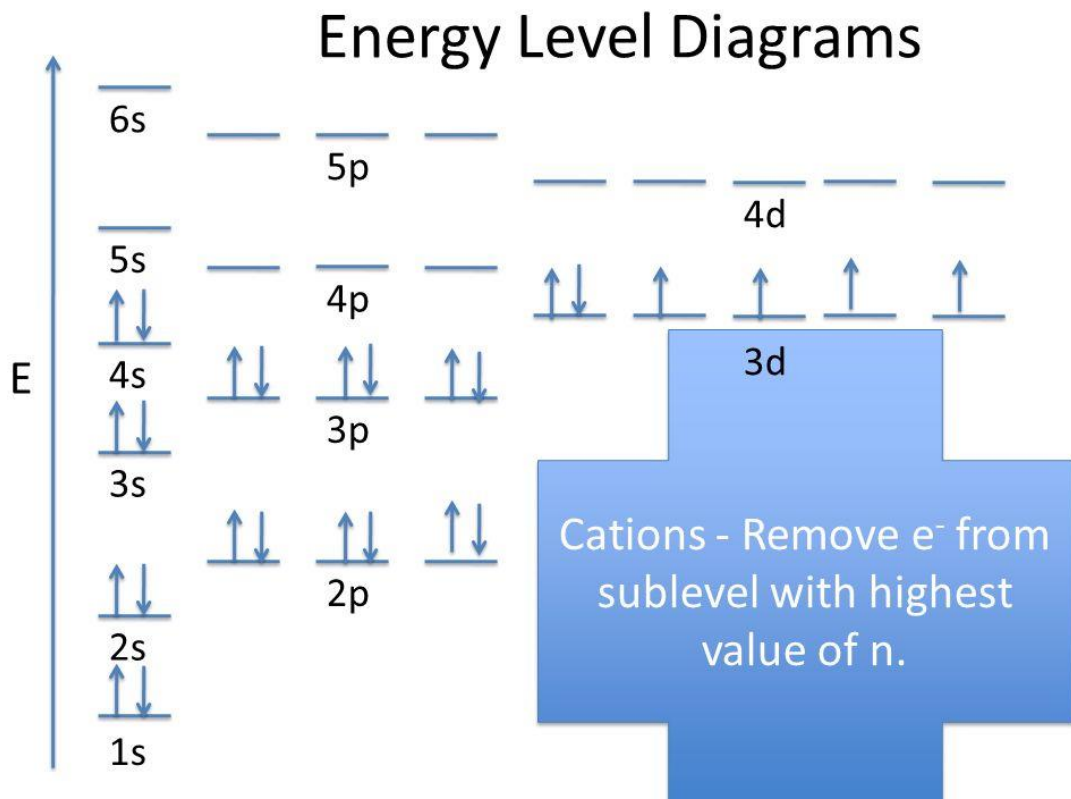 Energy Level Diagrams
6s
5p
4d
5s
4p
3d
E
4s
3p
3s
Cations - Remove e⁻ from
sublevel with highest
value of n.
2p
2s
1s